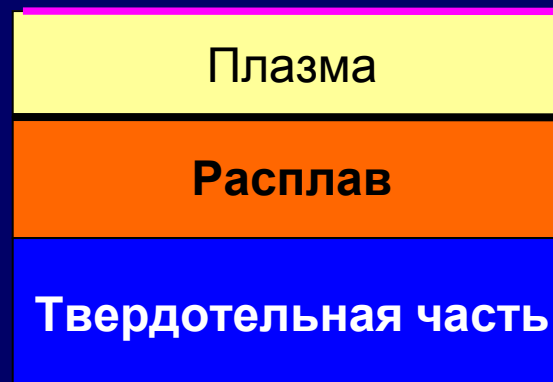 Плазма
Расплав
Твердотельная часть